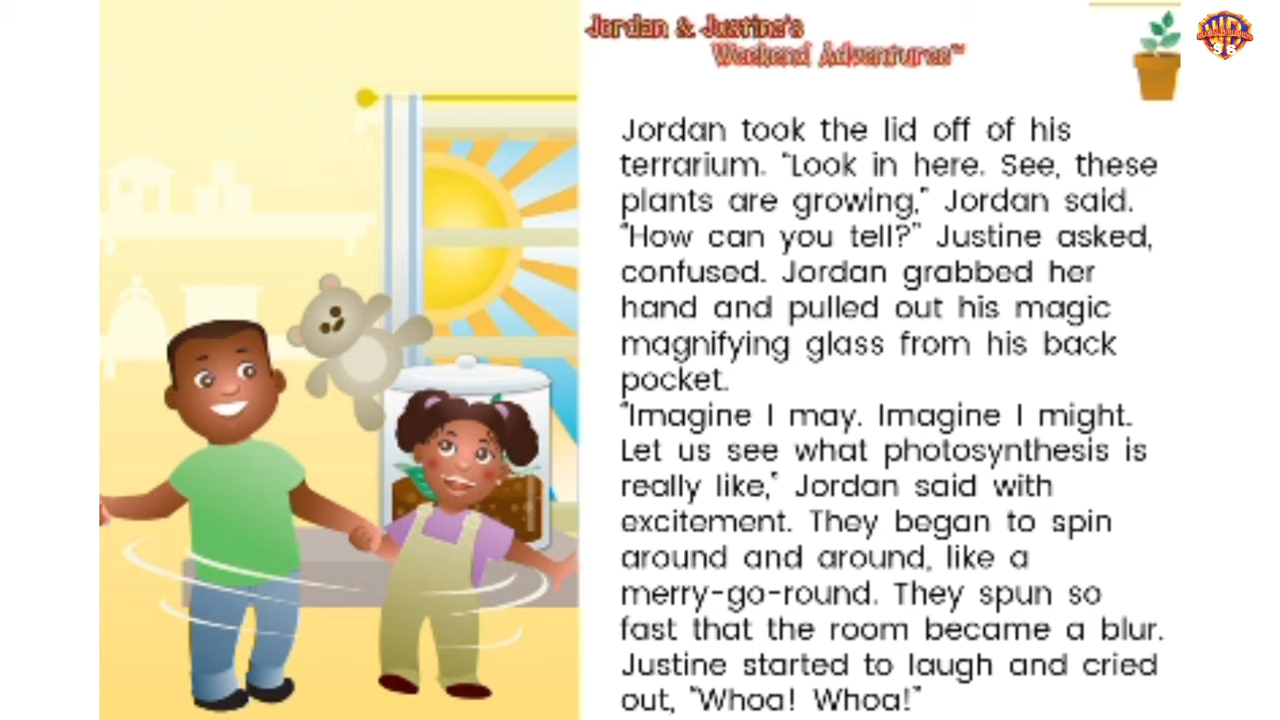 Jordan & Justine's
Weekend Adventures™
Jordan took the lid off of his
terrarium. "Look in here. See, these
plants are growing," Jordan said.
"How can you tell?" Justine asked,
confused. Jordan grabbed her
hand and pulled out his magic
magnifying glass from his back
pocket.
"Imagine I may. Imagine I might.
Let us see what photosynthesis is
really like," Jordan said with
excitement. They began to spin
around and around, like a
merry-go-round. They spun so
fast that the room became a blur.
Justine started to laugh and cried
out, "Whoa! Whoa!"